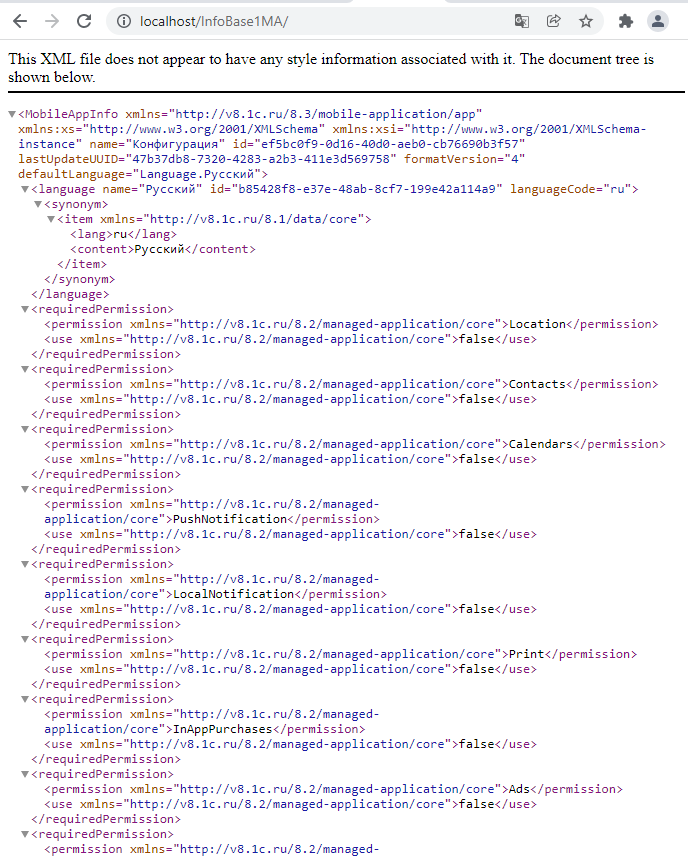 localhost/InfoBase1MA/
This XML file does not appear to have any style information associated with it. The document tree is
shown below.
<MobileAppInfo xmlns="http://v8.1c.ru/8.3/mobile-application/app"
xmlns:xs="http://www.w3.org/2001/XMLSchema" xmlns:xsi="http://www.w3.org/2001/XMLSchema-
instance" name="Конфигурация" id="ef5bc0f9-0d16-40d0-aeb0-cb76690b3f57"
lastUpdateUUID="47b37db8-7320-4283-a2b3-411e3d569758" formatVersion="4"
defaultLanguage="Language.Русский">
<language name="Русский" id="b85428f8-e37e-48ab-8cf7-199e42a114a9" languageCode="ru">
<synonym>
<item xmlns="http://v8.1c.ru/8.1/data/core">
<lang>ru</lang>
<content>Русский</content>
</item>
</synonym>
</language>
<requiredPermission>
<permission xmlns="http://v8.1c.ru/8.2/managed-application/core">Location</permission>
<use xmlns="http://v8.1c.ru/8.2/managed-application/core">false</use>
</requiredPermission>
<requiredPermission>
<permission xmlns="http://v8.1c.ru/8.2/managed-application/core">Contacts</permission>
<use xmlns="http://v8.1c.ru/8.2/managed-application/core">false</use>
</requiredPermission>
<requiredPermission>
<permission xmlns="http://v8.1c.ru/8.2/managed-application/core">Calendars</permission>
<use xmlns="http://v8.1c.ru/8.2/managed-application/core">false</use>
</requiredPermission>
<requiredPermission>
<permission xmlns="http://v8.1c.ru/8.2/managed-
application/core">PushNotification</permission>
<use xmlns="http://v8.1c.ru/8.2/managed-application/core">false</use>
</requiredPermission>
<requiredPermission>
<permission xmlns="http://v8.1c.ru/8.2/managed-
application/core">LocalNotification</permission>
<use xmlns="http://v8.1c.ru/8.2/managed-application/core">false</use>
</requiredPermission>
<requiredPermission>
<permission xmlns="http://v8.1c.ru/8.2/managed-application/core">Print</permission>
<use xmlns="http://v8.1c.ru/8.2/managed-application/core">false</use>
</requiredPermission>
<requiredPermission>
<permission xmlns="http://v8.1c.ru/8.2/managed-
application/core">InAppPurchases</permission>
<use xmlns="http://v8.1c.ru/8.2/managed-application/core">false</use>
</requiredPermission>
<requiredPermission>
<permission xmlns="http://v8.1c.ru/8.2/managed-application/core">Ads</permission>
<use xmlns="http://v8.1c.ru/8.2/managed-application/core">false</use>
</requiredPermission>
<requiredPermission>
<permission xmlns="http://v8.1c.ru/8.2/managed-